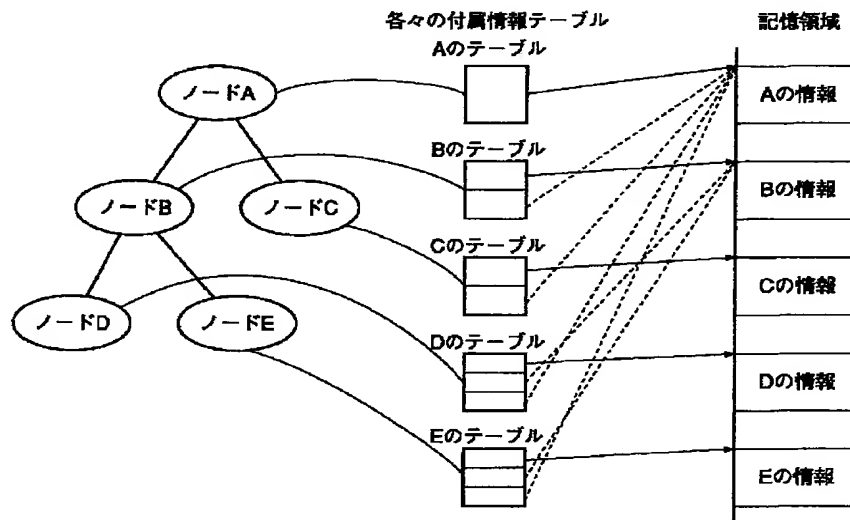 各々の付属情報テーブル
記憶領域
Aのテーブル
ノードA
Aの情報
Bのテーブル
ノードB
ノードC
Bの情報
Cのテーブル
Cの情報
ノードD
ノードE
Dのテーブル
Dの情報
Eのテーブル
Eの情報